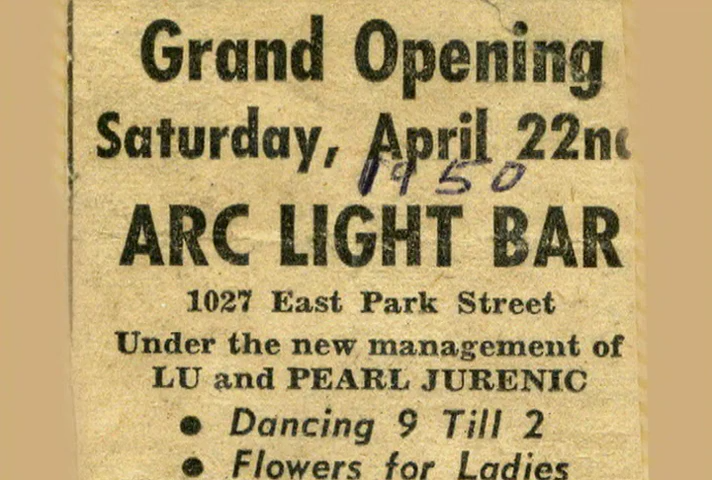 Grand Opening
Saturday, April 22nd
1950
ARC LIGHT BAR
1027 East Park Street
Under the new management of
LU and PEARL JURENIC
• Dancing 9 Till 2
• Flowers for Ladies